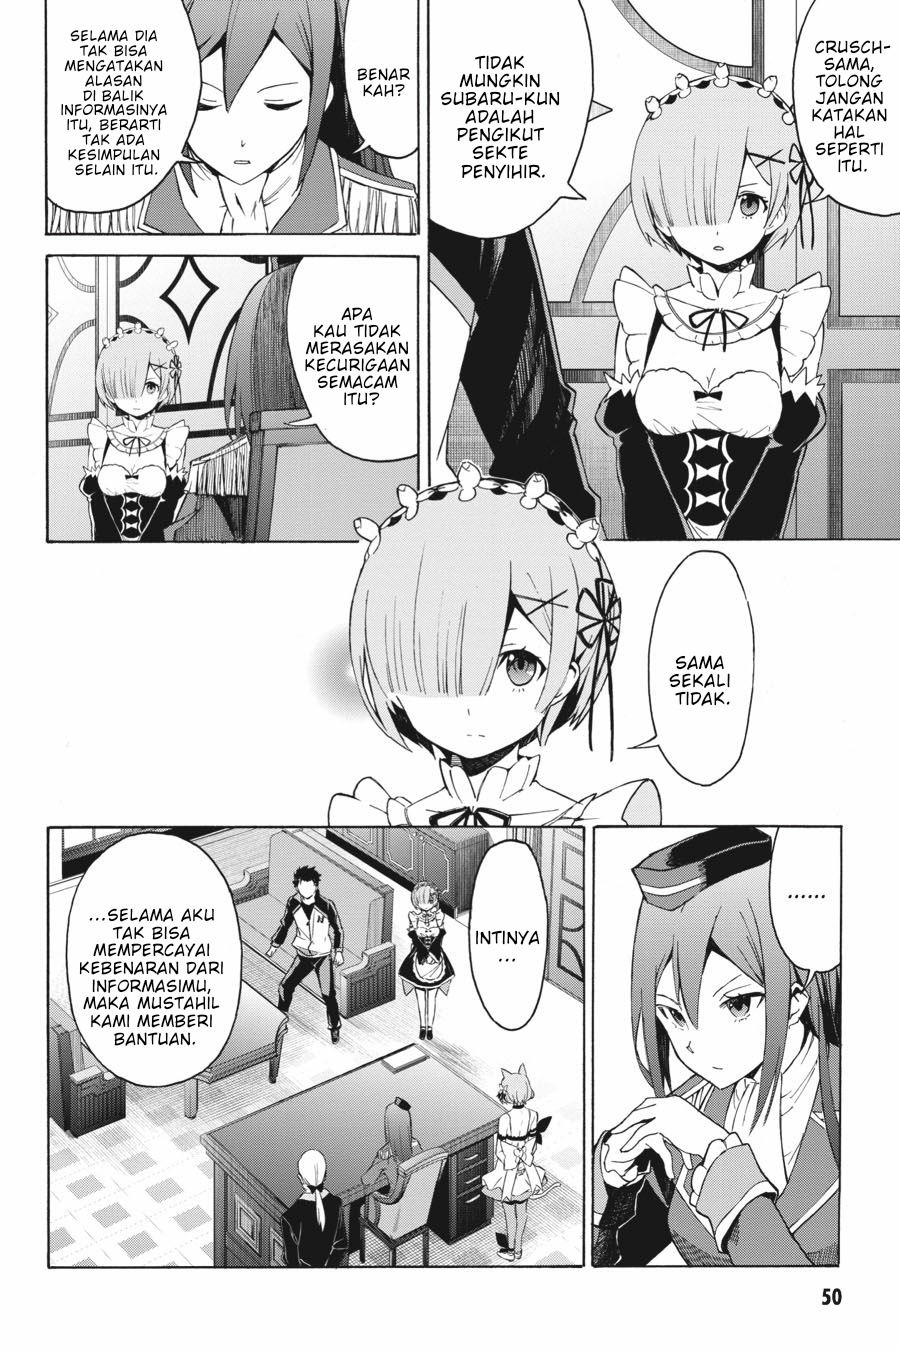 CRUSCH-
SAMA,
TOLONG
JANGAN
KATAKAN
HAL
SEPERTI
ITU.
TIDAK
MUNGKIN
SUBARU-KUN
ADALAH
PENGIKUT
SEKTE
PENYIHIR.
BENAR
KAH?
SELAMA DIA
TAK BISA
MENGATAKAN
ALASAN
DI BALIK
INFORMASINYA
ITU, BERARTI
TAK ADA
KESIMPULAN
SELAIN ITU.
APA
KAU TIDAK
MERASAKAN
KECURIGAAN
SEMACAM
ITU?
SAMA
SEKALI
TIDAK.
......
INTINYA
...
...SELAMA AKU
TAK BISA
MEMPERCAYAI
KEBENARAN DARI
INFORMASIMU,
MAKA MUSTAHIL
KAMI MEMBERI
BANTUAN.
50